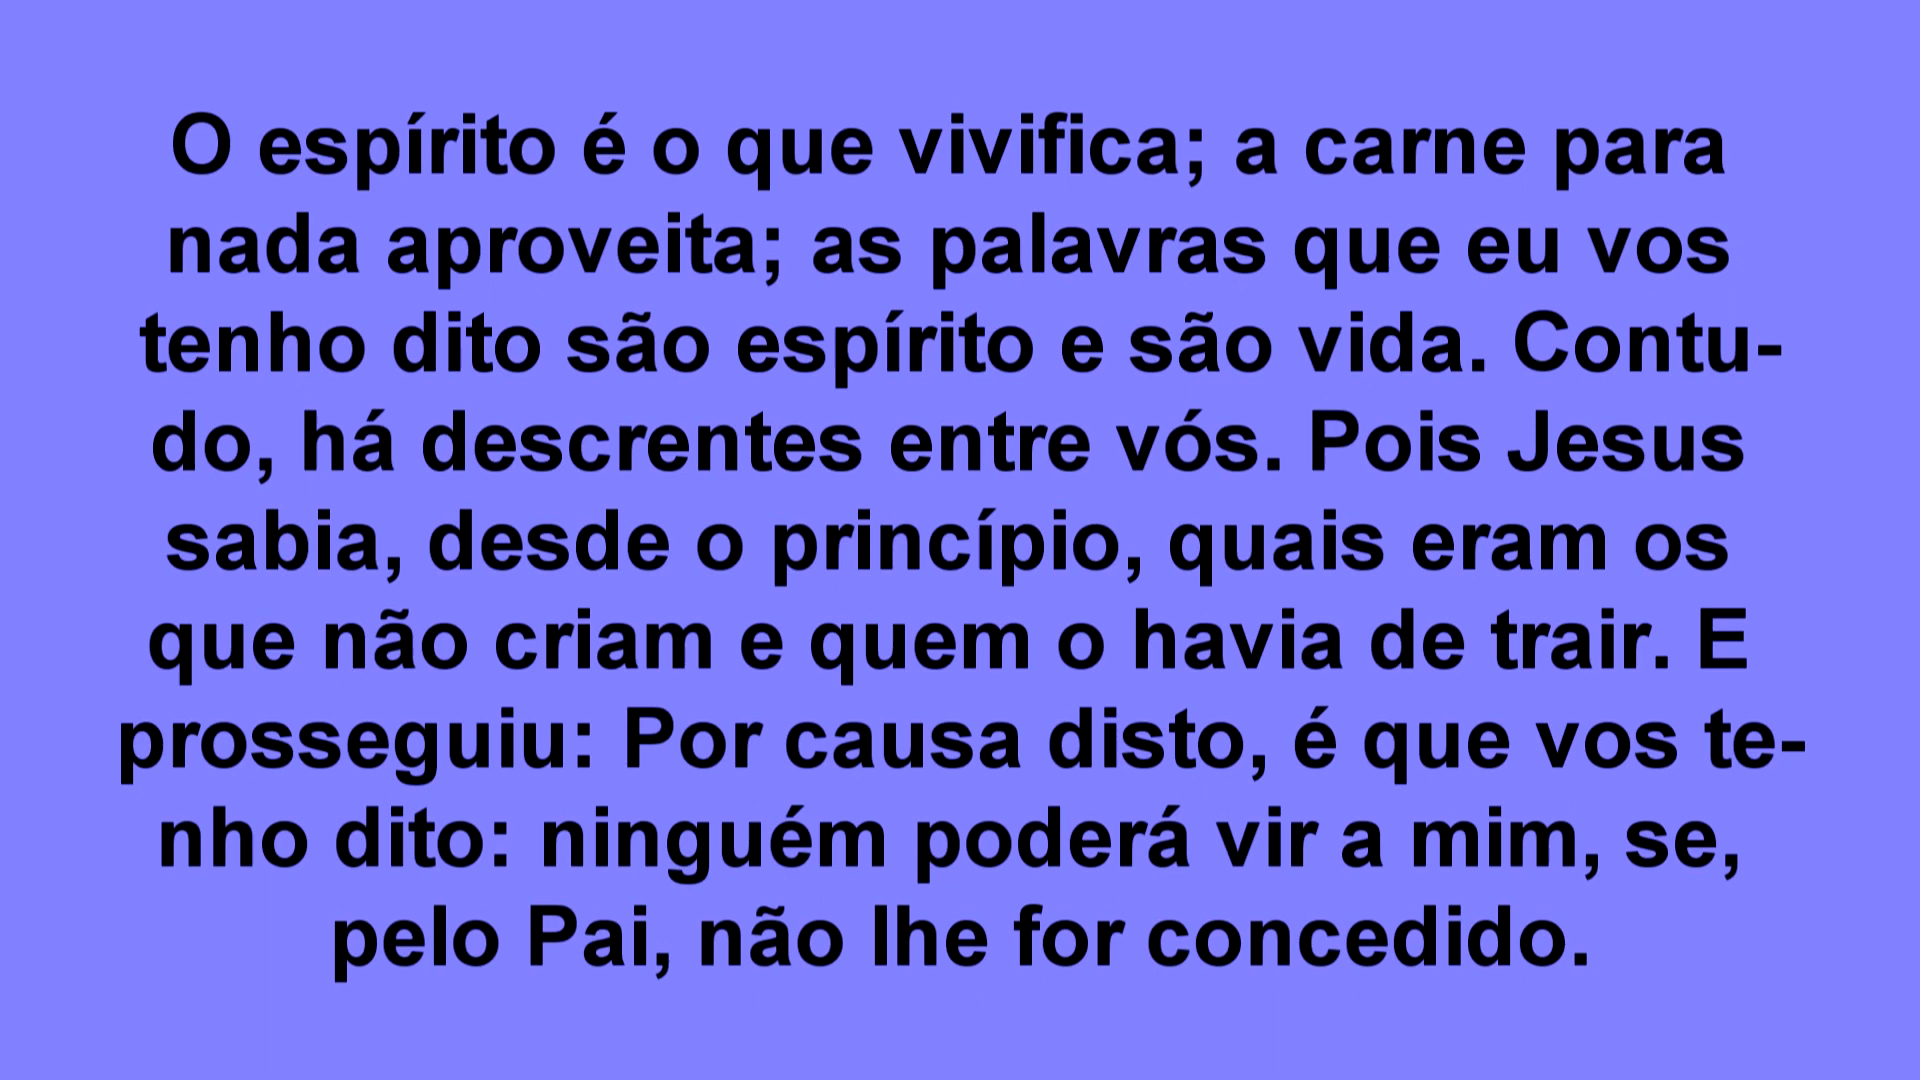 O espírito é o que vivifica; a carne para
nada aproveita; as palavras que eu vos
tenho dito são espírito e são vida. Contu-
do, há descrentes entre vós. Pois Jesus
sabia, desde o princípio, quais eram os
que não criam e quem o havia de trair. E
prosseguiu: Por causa disto, é que vos te-
nho dito: ninguém poderá vir a mim, se,
pelo Pai, não lhe for concedido.